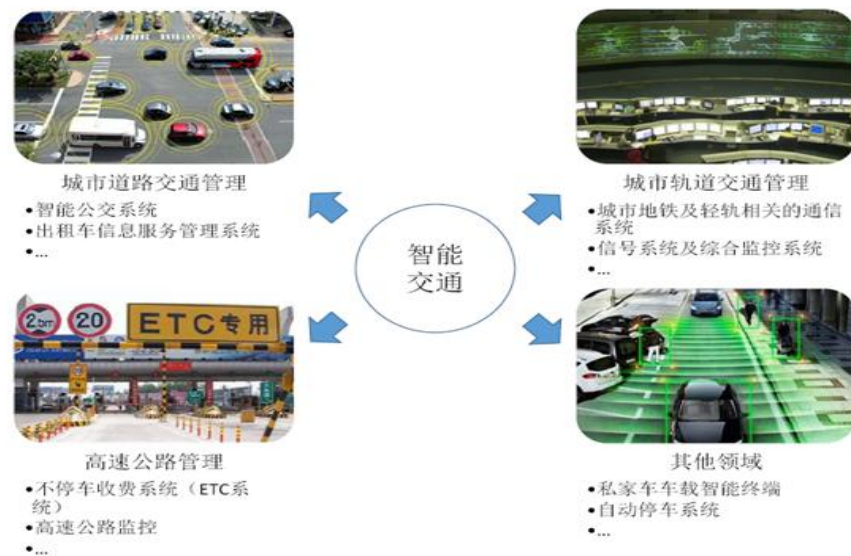 城市道路交通管理
•智能公交系统
•出租车信息服务管理系统
•...
城市轨道交通管理
•城市地铁及轻轨相关的通信
系统
•信号系统及综合监控系统
•...
智能
交通
20
ETC专用
高速公路管理
•不停车收费系统（ETC系
统）
•高速公路监控
•...
其他领域
•私家车车载智能终端
•自动停车系统
•...